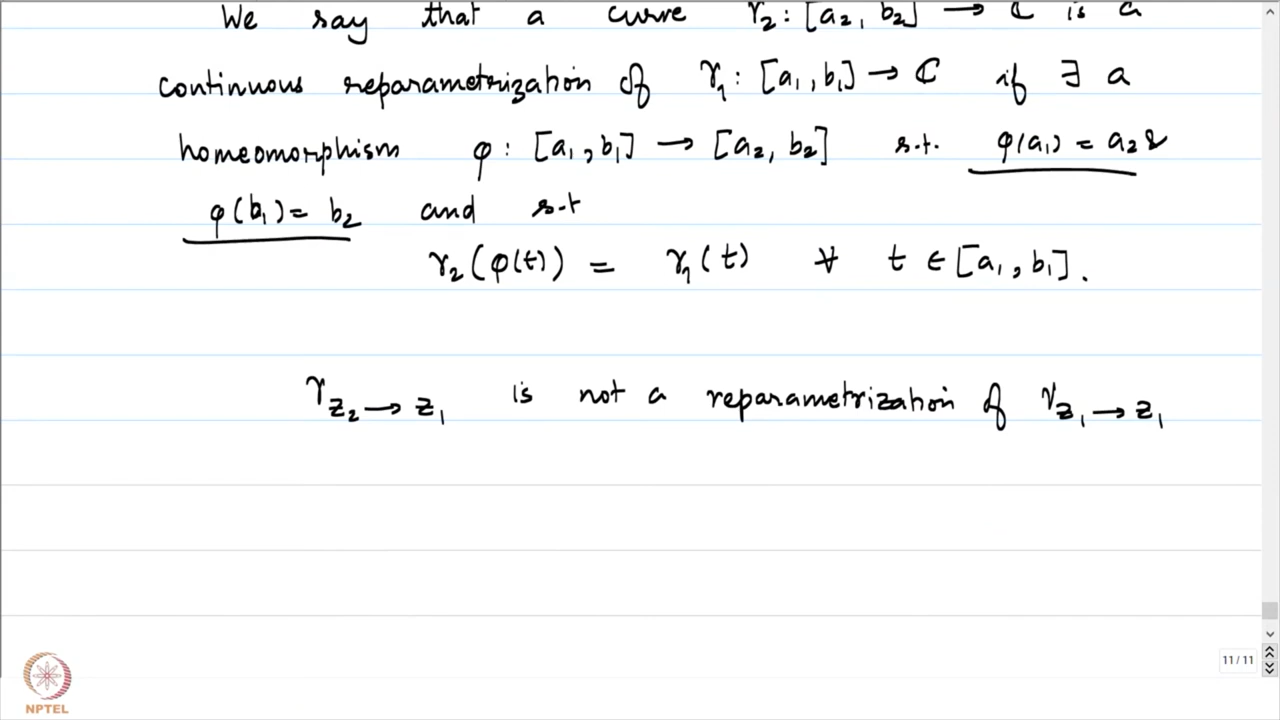 We say that a curve γ₂ : [a₂, b₂] → ℂ is a
continuous reparametrization of γ₁ : [a₁, b₁] → ℂ if ∃ a
homeomorphism φ : [a₁, b₁] → [a₂, b₂] s.t. φ(a₁) = a₂ &
φ(b₁) = b₂ and s.t
γ₂(φ(t)) = γ₁(t) ∀ t ∈ [a₁, b₁].
γ_{z₂→z₁} is not a reparametrization of γ_{z₁→z₁}
11 / 11
NPTEL